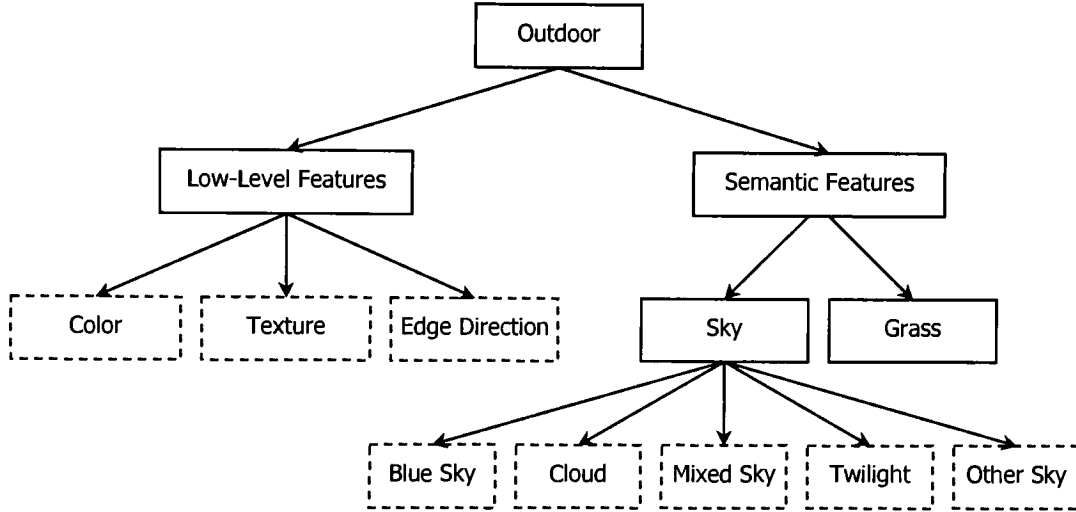 Outdoor
Low-Level Features
Semantic Features
Color
Texture
Edge Direction
Sky
Grass
Blue Sky
Cloud
Mixed Sky
Twilight
Other Sky